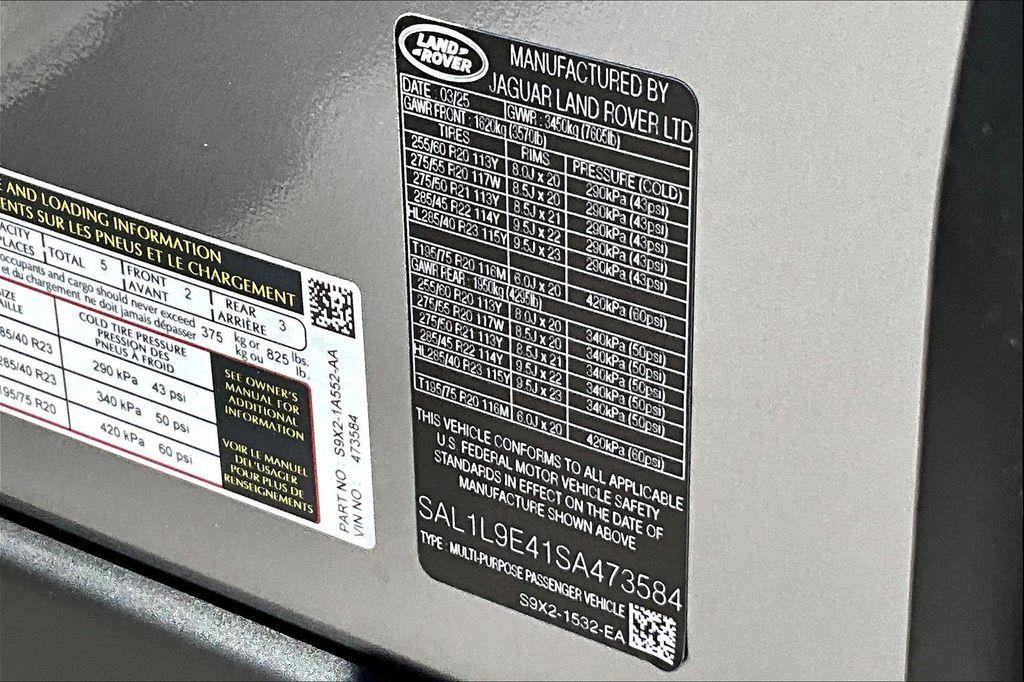 LAND
ROVER
MANUFACTURED BY
JAGUAR LAND ROVER LTD
DATE : 03/25 GVWR : 3450kg (7605lb)
GAWR FRONT : 1620kg (3570lb)
TIRES RIMS PRESSURE (COLD)
255/60 R20 113Y 8.0J x 20 290kPa (43psi)
275/55 R20 117W 8.5J x 20 290kPa (43psi)
275/50 R21 113Y 8.5J x 21 290kPa (43psi)
285/45 R22 114Y 9.5J x 22 290kPa (43psi)
HL285/40 R23 115Y 9.5J x 23 290kPa (43psi)
T195/75 R20 116M 6.0J x 20 420kPa (60psi)
GAWR REAR : 1950kg (4295lb)
255/60 R20 113Y 8.0J x 20 340kPa (50psi)
275/55 R20 117W 8.5J x 20 340kPa (50psi)
275/50 R21 113Y 8.5J x 21 340kPa (50psi)
285/45 R22 114Y 9.5J x 22 340kPa (50psi)
HL285/40 R23 115Y 9.5J x 23 340kPa (50psi)
T195/75 R20 116M 6.0J x 20 420kPa (60psi)
THIS VEHICLE CONFORMS TO ALL APPLICABLE
U.S. FEDERAL MOTOR VEHICLE SAFETY
STANDARDS IN EFFECT ON THE DATE OF
MANUFACTURE SHOWN ABOVE
SAL1L9E41SA473584
TYPE : MULTI-PURPOSE PASSENGER VEHICLE
S9X2-1532-EA
E AND LOADING INFORMATION
ENTS SUR LES PNEUS ET LE CHARGEMENT
ACITY TOTAL 5 FRONT 2 REAR 3
PLACES AVANT ARRIÈRE
occupants and cargo should never exceed 375 kg or 825 lbs.
et du chargement ne doit jamais dépasser kg ou lb.
IZE COLD TIRE PRESSURE
AILLE PRESSION DES
PNEUS À FROID
85/40 R23 290 kPa 43 psi
285/40 R23 340 kPa 50 psi
195/75 R20 420 kPa 60 psi
SEE OWNER'S
MANUAL FOR
ADDITIONAL
INFORMATION
VOIR LE MANUEL
DE L'USAGER
POUR PLUS DE
RENSEIGNEMENTS
PART NO : S9X2-1A552-AA
VIN NO : 473584